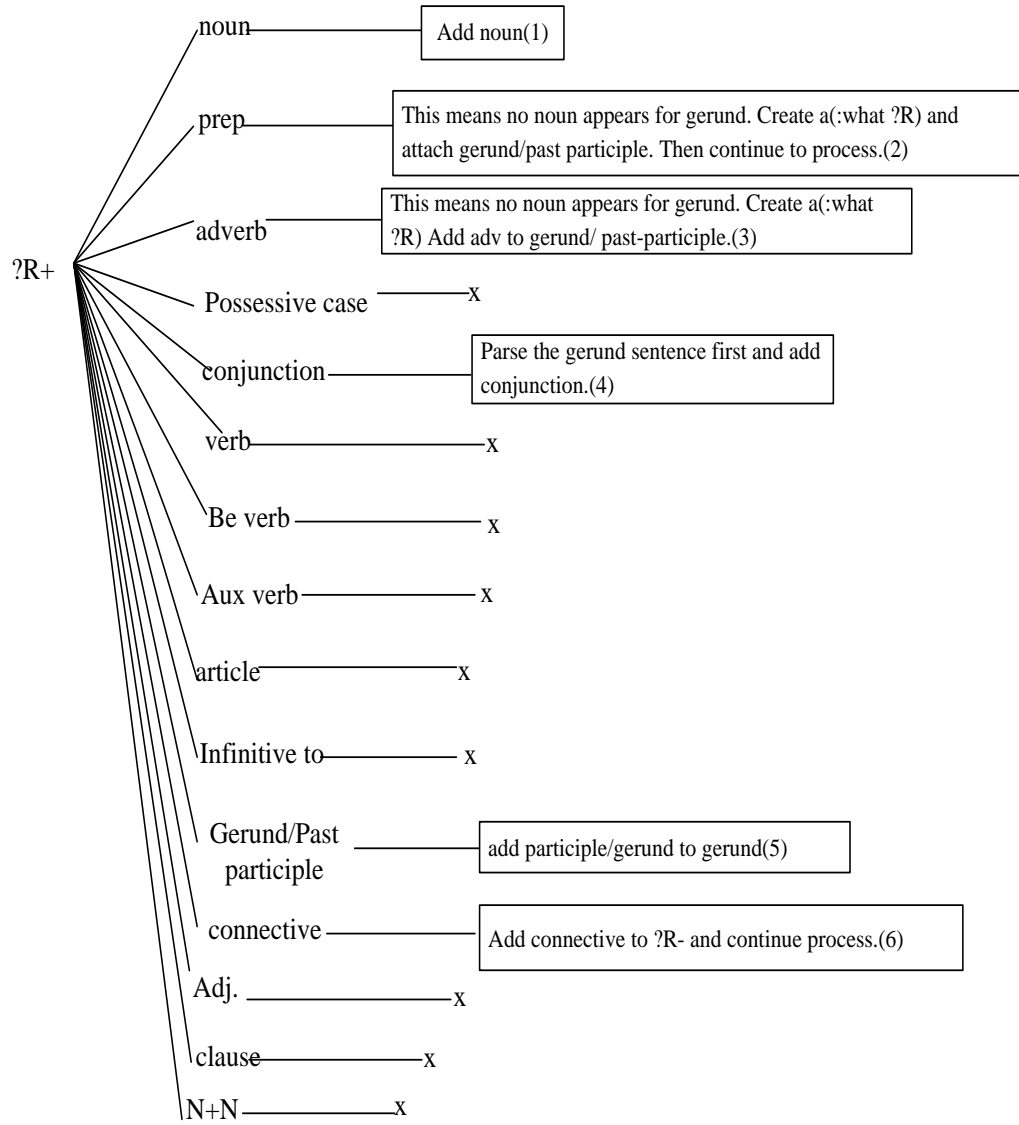 noun
Add noun(1)
prep
This means no noun appears for gerund. Create a(:what ?R) and
attach gerund/past participle. Then continue to process.(2)
adverb
This means no noun appears for gerund. Create a(:what
?R) Add adv to gerund/ past-participle.(3)
?R+
Possessive case
x
conjunction
Parse the gerund sentence first and add
conjunction.(4)
verb
x
Be verb
x
Aux verb
x
article
x
Infinitive to
x
Gerund/Past
participle
add participle/gerund to gerund(5)
connective
Add connective to ?R- and continue process.(6)
Adj.
x
clause
x
N+N
x